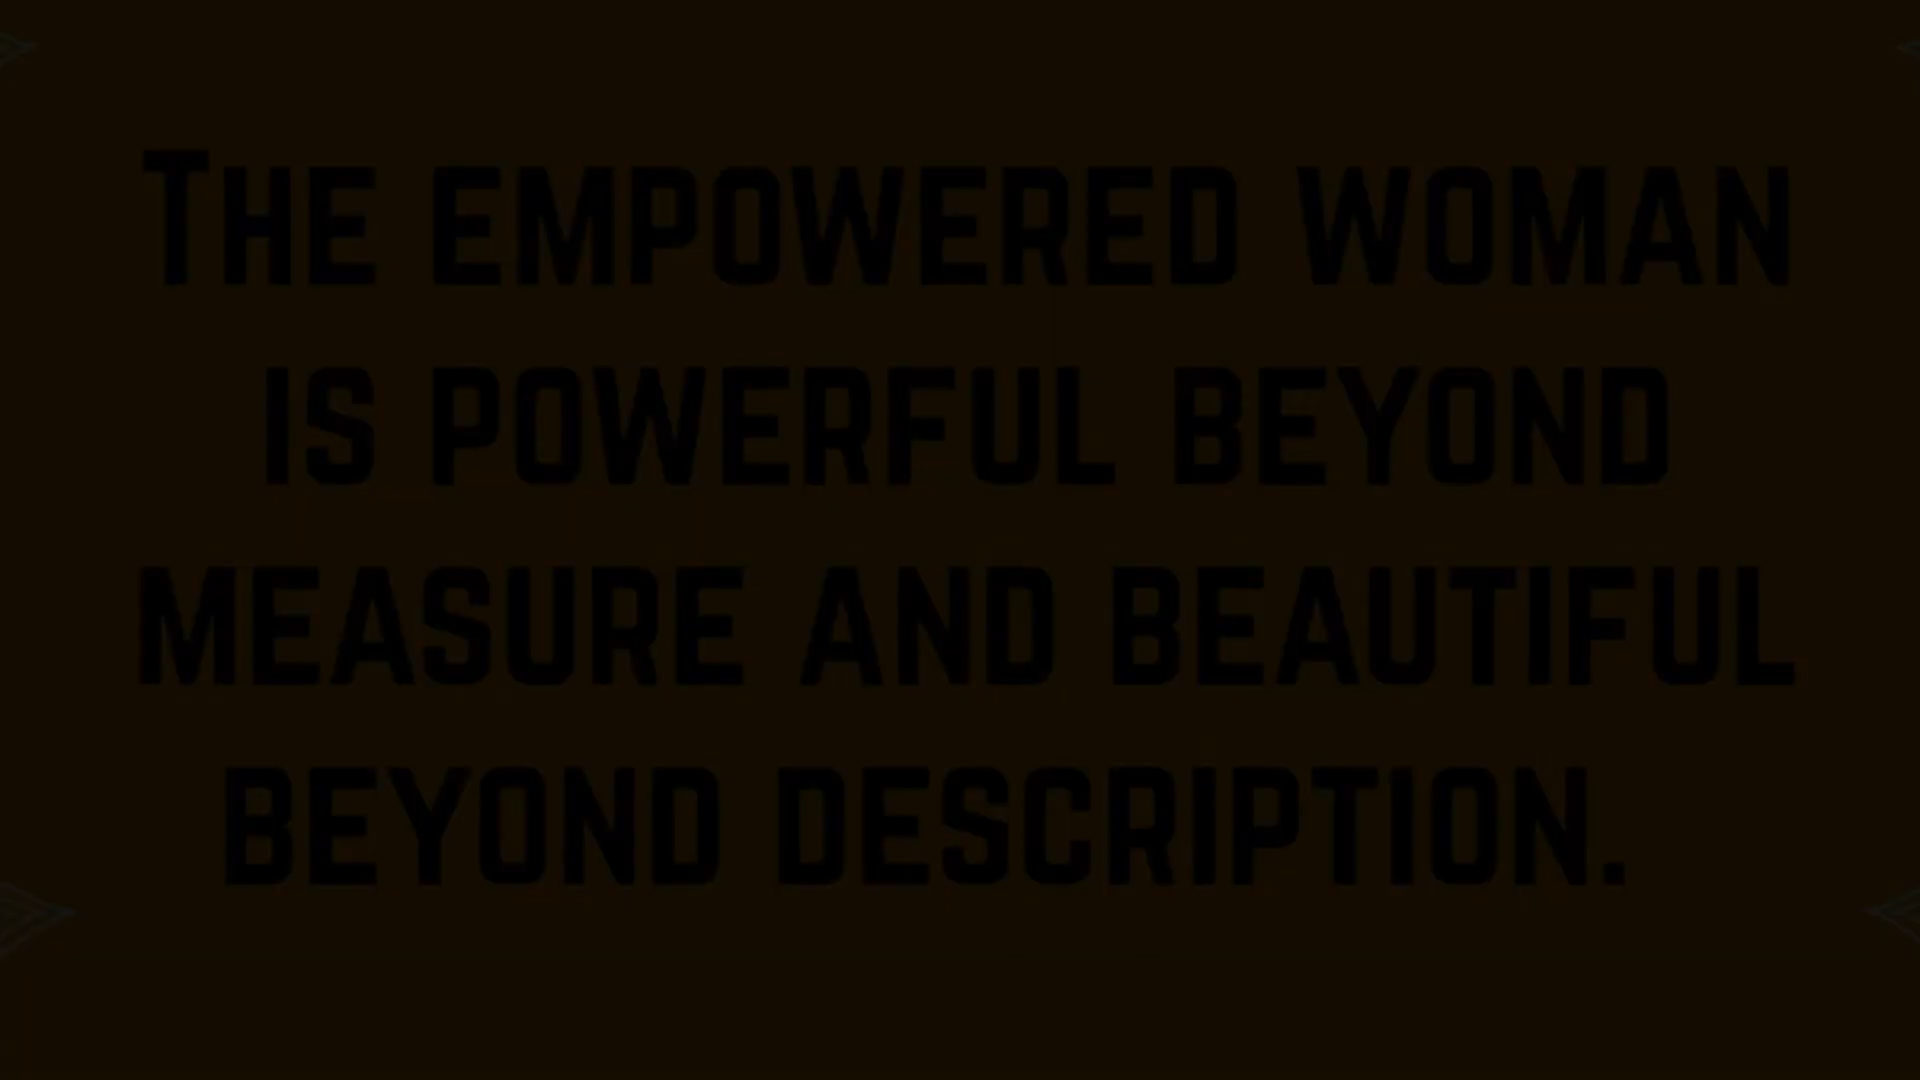 The empowered woman
is powerful beyond
measure and beautiful
beyond description.